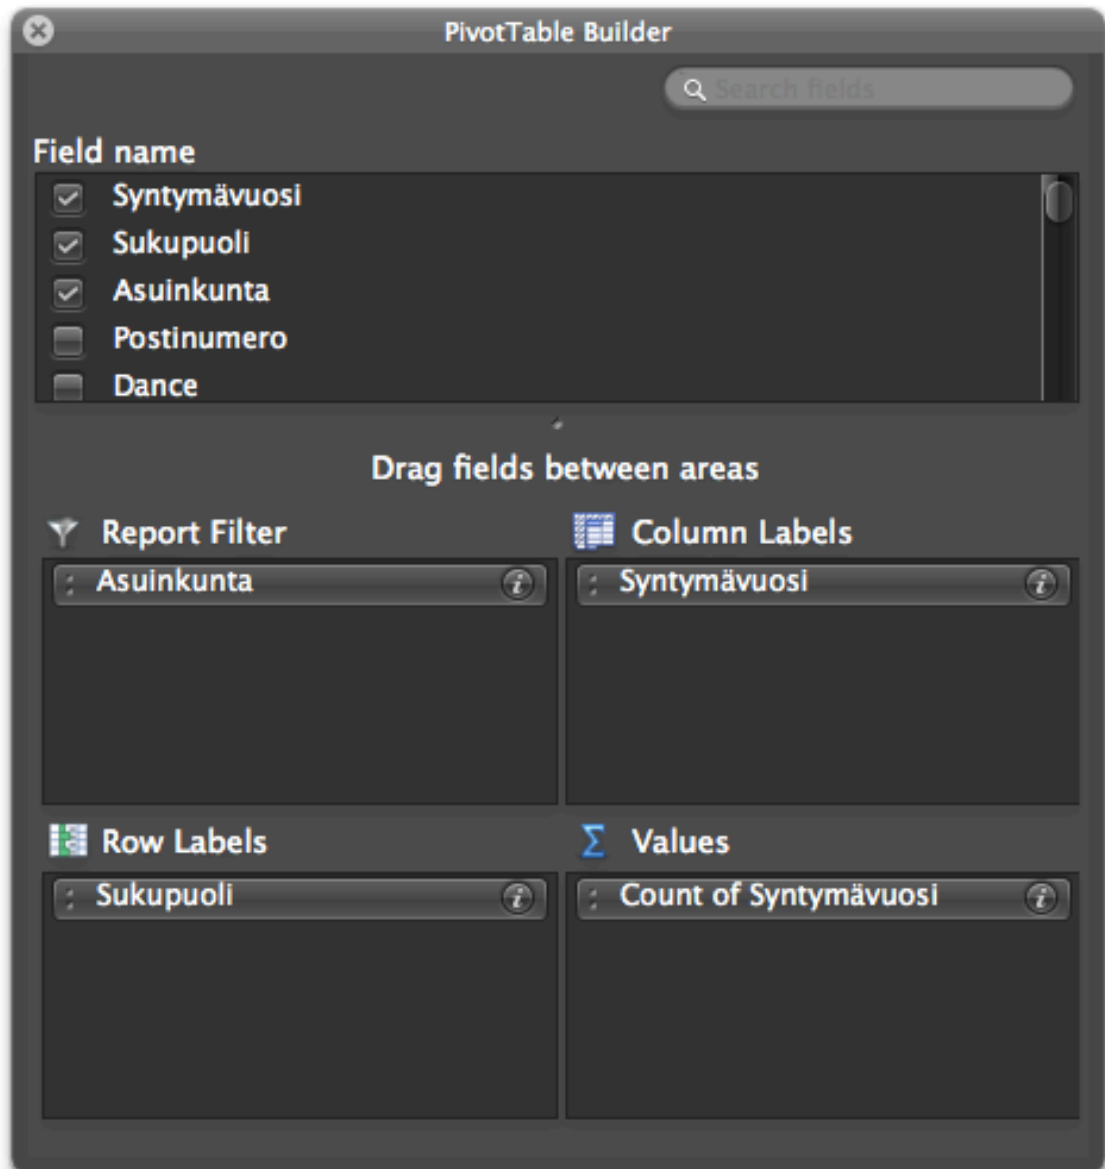 PivotTable Builder
Search fields
Field name
Syntymävuosi
Sukupuoli
Asuinkunta
Postinumero
Dance
Drag fields between areas
Report Filter
Column Labels
Asuinkunta
Syntymävuosi
Row Labels
Values
Sukupuoli
Count of Syntymävuosi